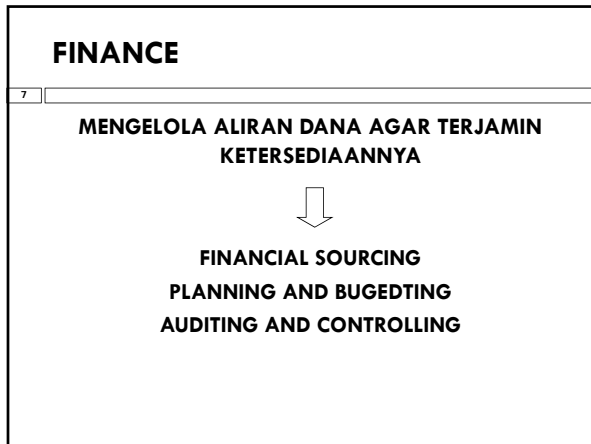 FINANCE
7
MENGELOLA ALIRAN DANA AGAR TERJAMIN
KETERSEDIAANNYA
FINANCIAL SOURCING
PLANNING AND BUGEDTING
AUDITING AND CONTROLLING